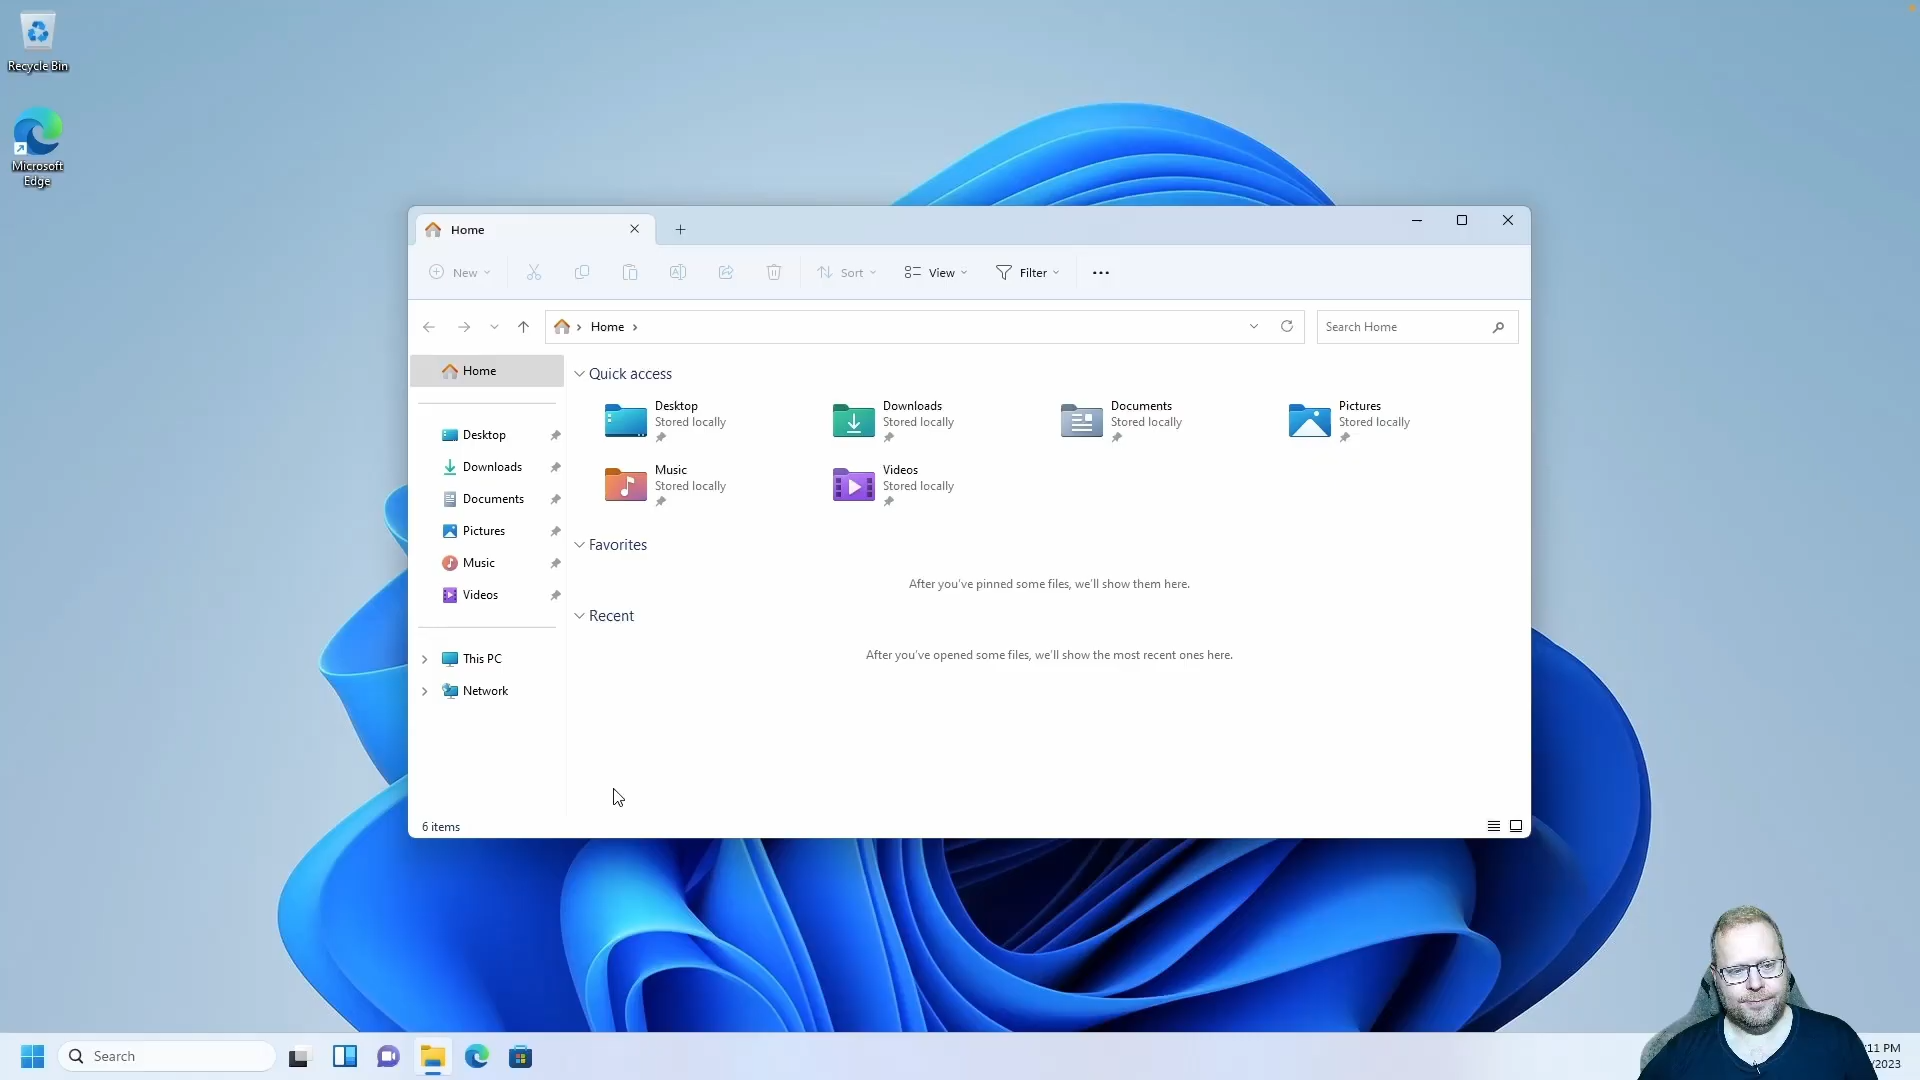 Recycle Bin
Microsoft
Edge
Home
New
Sort
View
Filter
Home
Search Home
Home
Desktop
Downloads
Documents
Pictures
Music
Videos
This PC
Network
Quick access
Desktop
Stored locally
Downloads
Stored locally
Documents
Stored locally
Pictures
Stored locally
Music
Stored locally
Videos
Stored locally
Favorites
After you've pinned some files, we'll show them here.
Recent
After you've opened some files, we'll show the most recent ones here.
6 items
Search
:11 PM
/2023